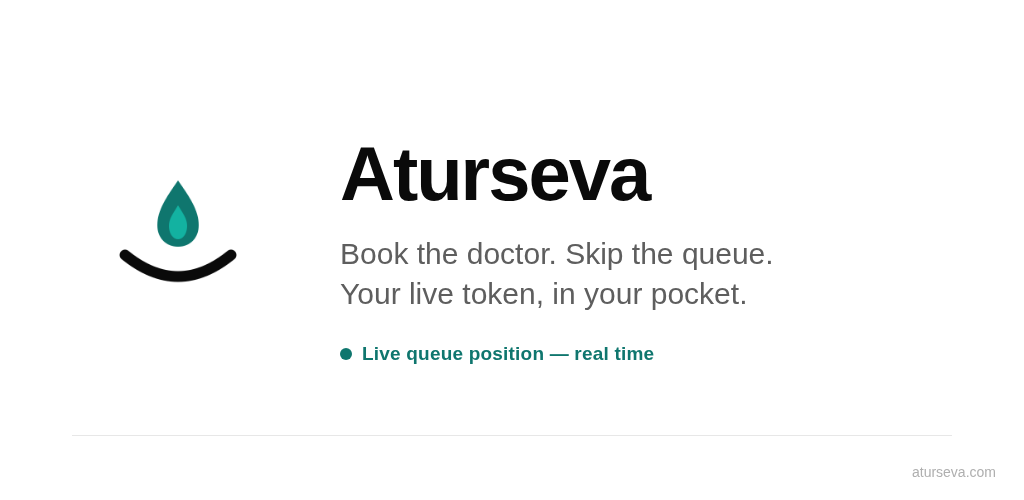 Aturseva
Book the doctor. Skip the queue.
Your live token, in your pocket.
Live queue position — real time
aturseva.com